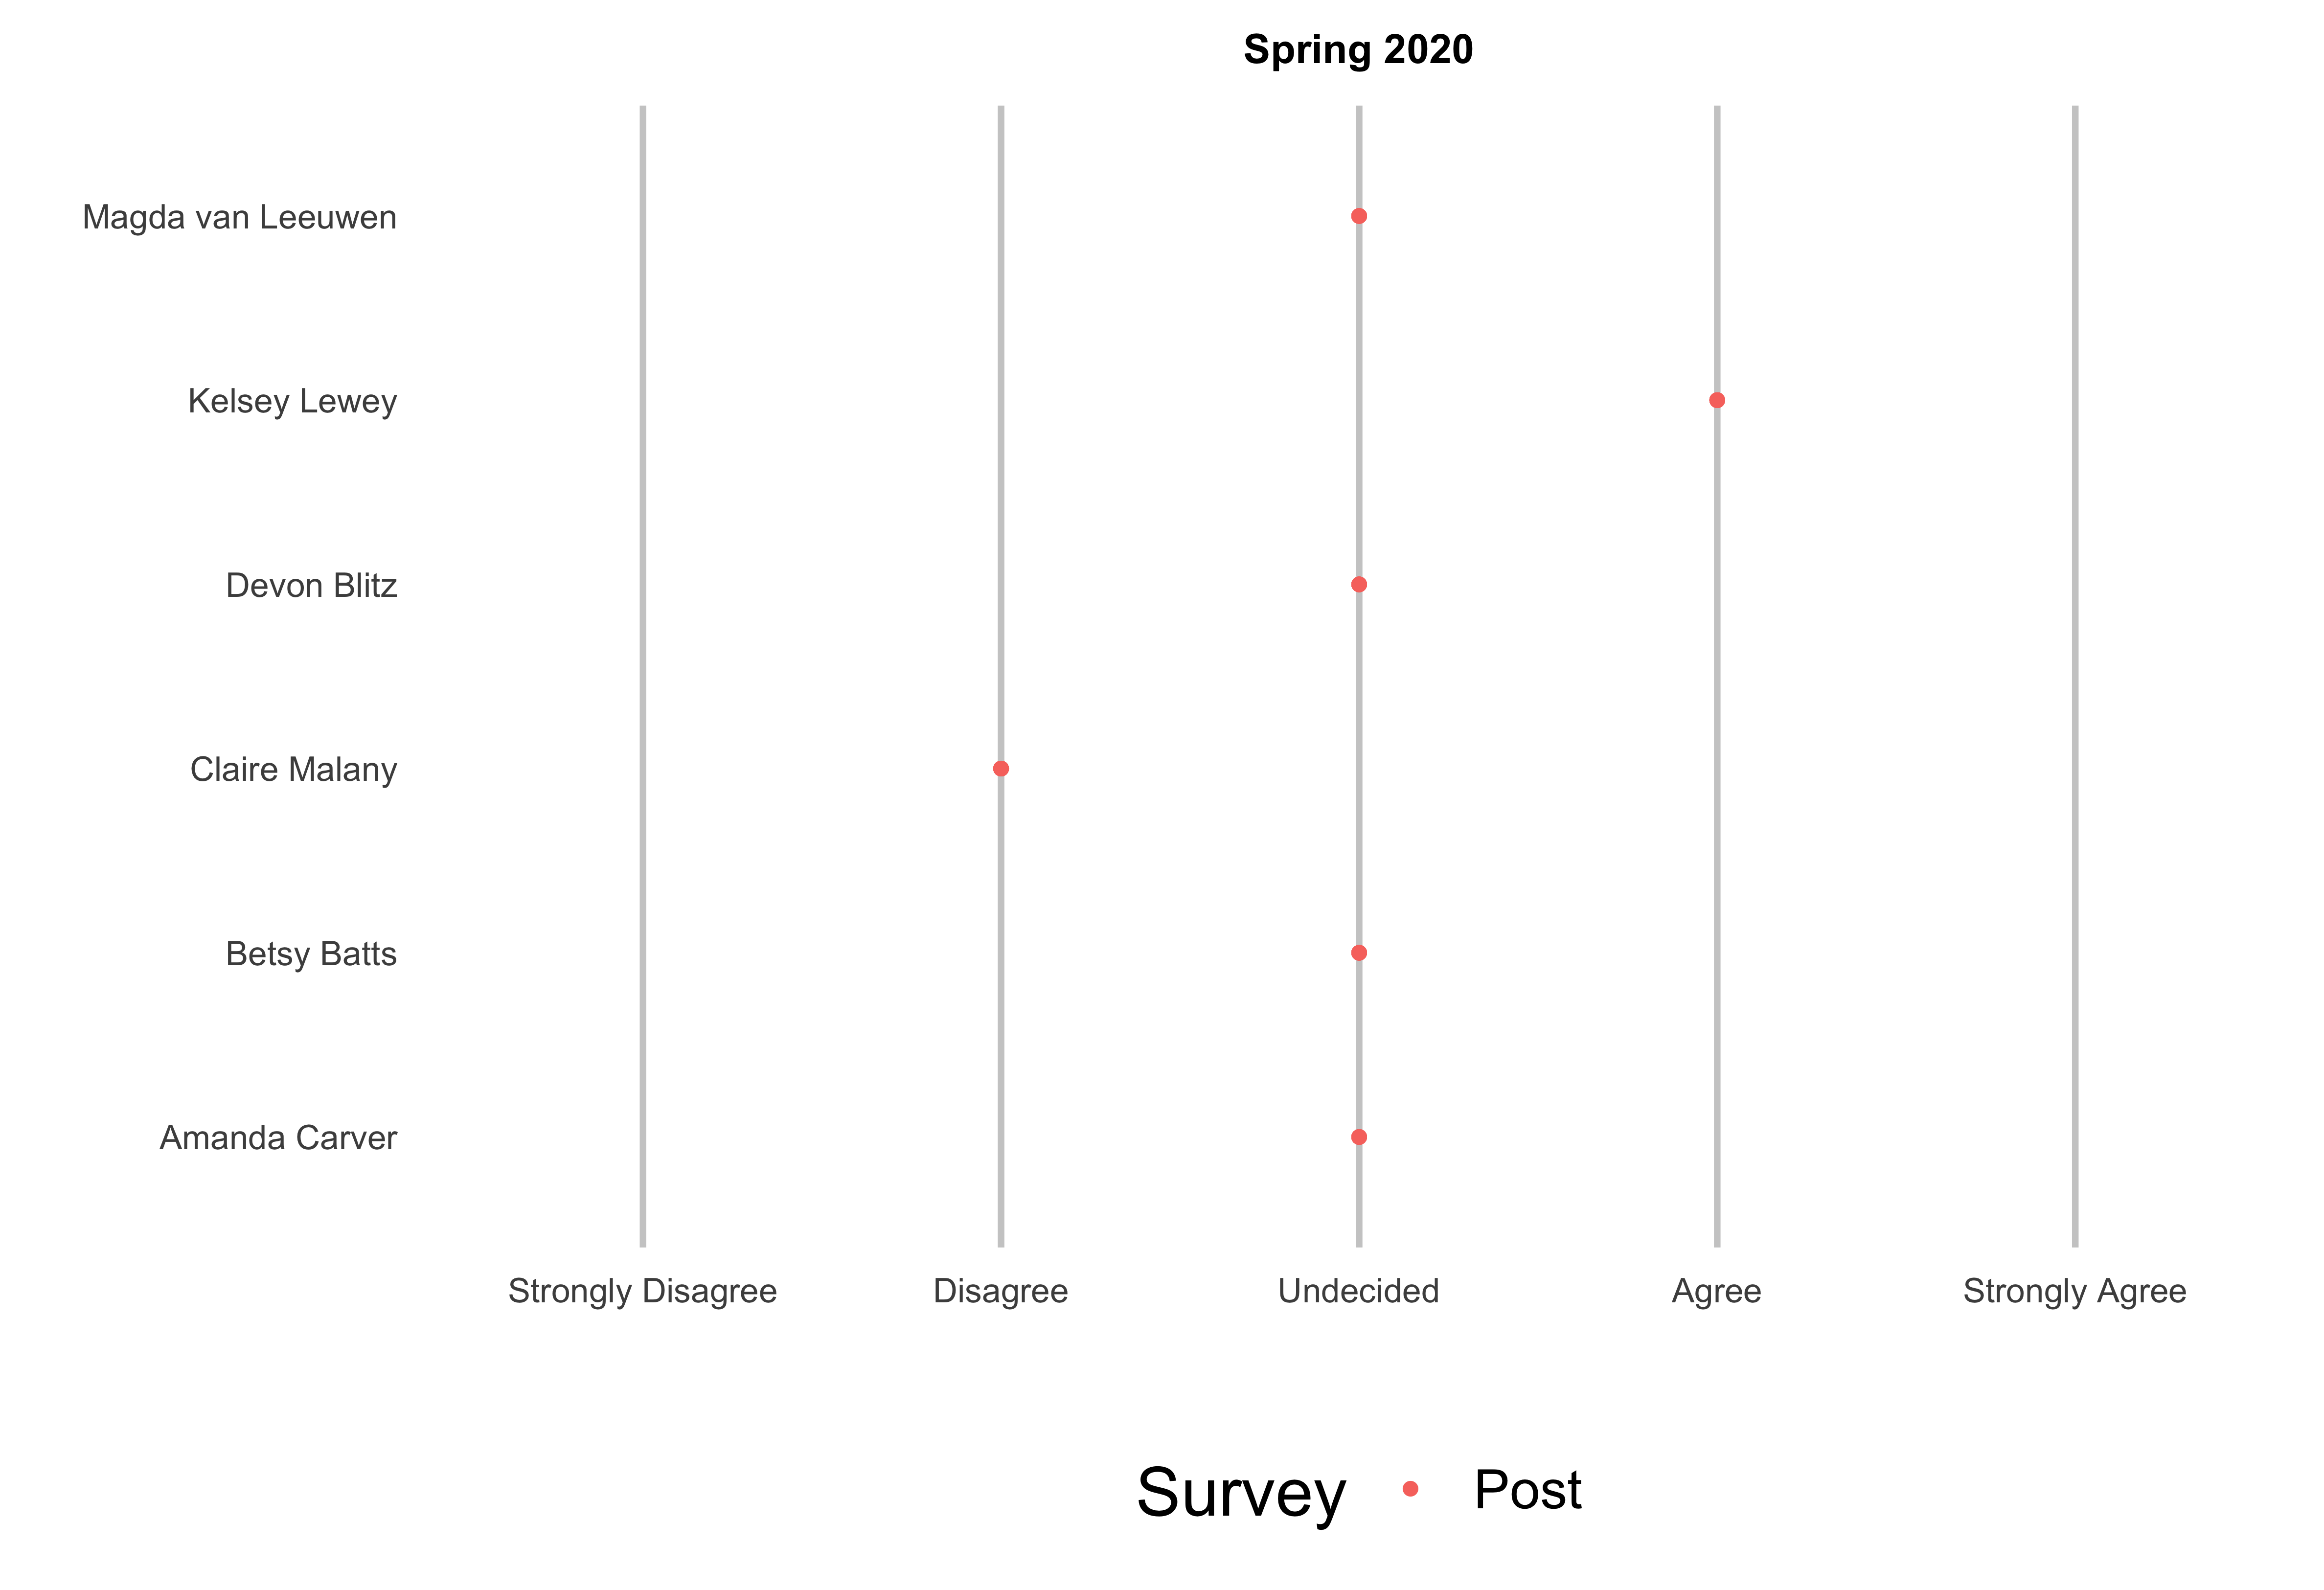 Spring 2020
Magda van Leeuwen
Kelsey Lewey
Devon Blitz
Claire Malany
Betsy Batts
Amanda Carver
Strongly Disagree Disagree Undecided Agree Strongly Agree
Survey Post